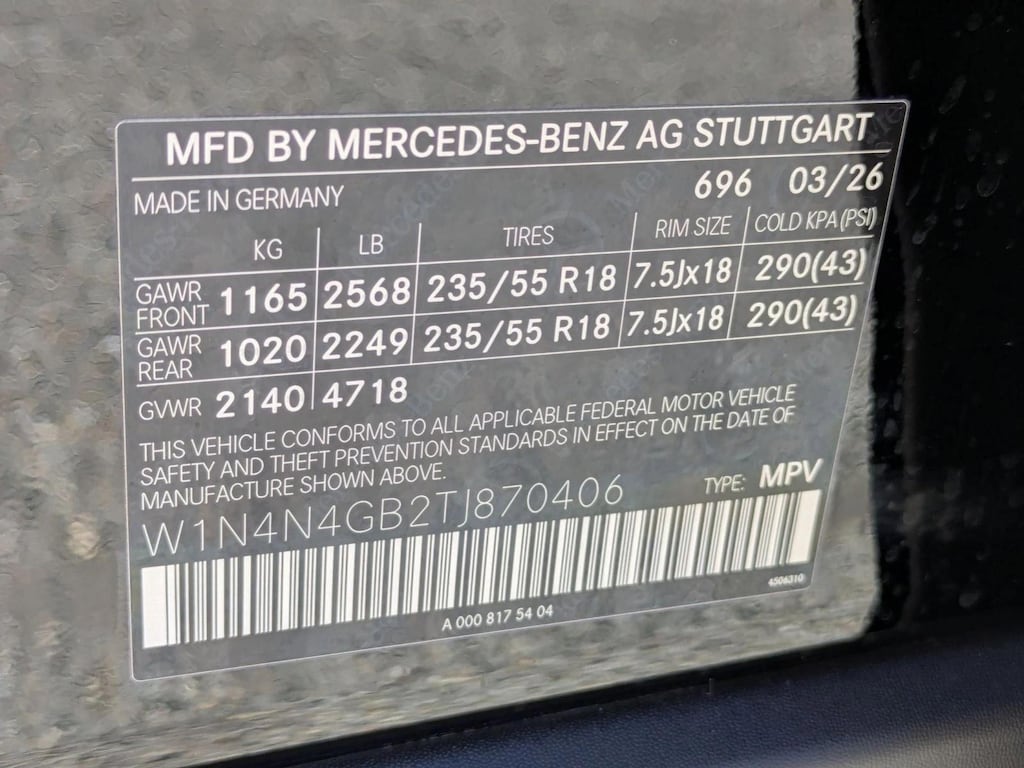 MFD BY MERCEDES-BENZ AG STUTTGART
MADE IN GERMANY 696 03/26
KG LB TIRES RIM SIZE COLD KPA(PSI)
GAWR FRONT 1165 2568 235/55 R18 7.5Jx18 290(43)
GAWR REAR 1020 2249 235/55 R18 7.5Jx18 290(43)
GVWR 2140 4718
THIS VEHICLE CONFORMS TO ALL APPLICABLE FEDERAL MOTOR VEHICLE
SAFETY AND THEFT PREVENTION STANDARDS IN EFFECT ON THE DATE OF
MANUFACTURE SHOWN ABOVE.
W1N4N4GB2TJ870406 TYPE: MPV
A 000 817 54 04 4506310